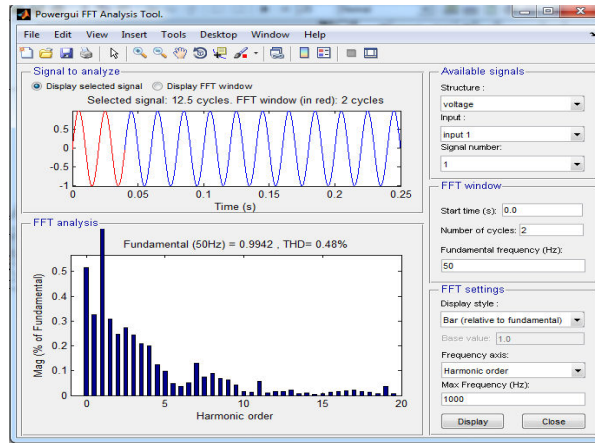 Powergui FFT Analysis Tool.
File Edit View Insert Tools Desktop Window Help
Signal to analyze
Display selected signal Display FFT window
Selected signal: 12.5 cycles. FFT window (in red): 2 cycles
0.5
0
-0.5
-1
0 0.05 0.1 0.15 0.2 0.25
Time (s)
FFT analysis
Fundamental (50Hz) = 0.9942 , THD= 0.48%
Mag (% of Fundamental)
0.5
0.4
0.3
0.2
0.1
0
0 5 10 15 20
Harmonic order
Available signals
Structure :
voltage
Input :
input 1
Signal number:
1
FFT window
Start time (s): 0.0
Number of cycles: 2
Fundamental frequency (Hz):
50
FFT settings
Display style :
Bar (relative to fundamental)
Base value: 1.0
Frequency axis:
Harmonic order
Max Frequency (Hz):
1000
Display Close